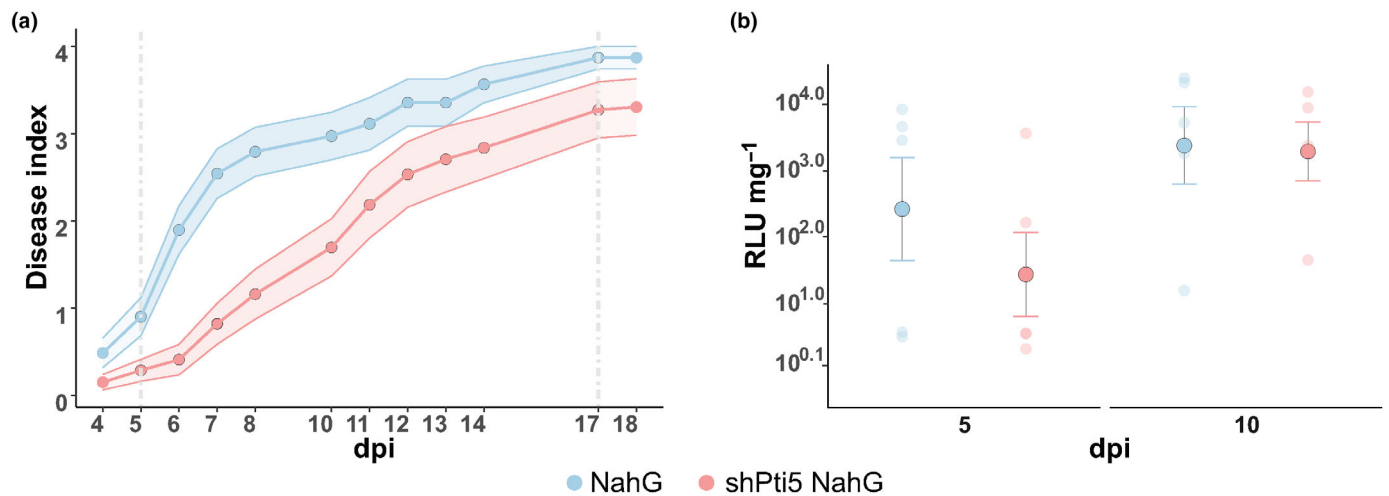 (a)
Disease index
4
3
2
1
0
4 5 6 7 8 10 11 12 13 14 17 18
dpi
(b)
RLU mg⁻¹
10^4.0
10^3.0
10^2.0
10^1.0
10^0.1
5 10
dpi
NahG shPti5 NahG